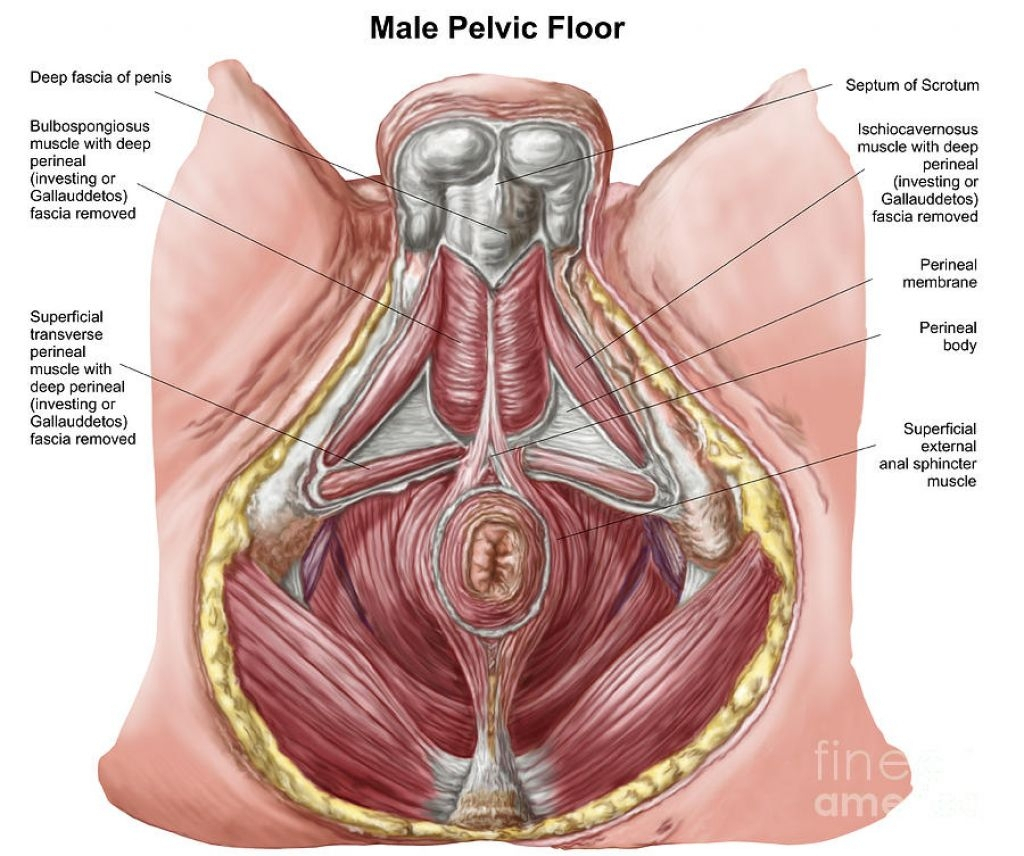 Male Pelvic Floor
Deep fascia of penis
Bulbospongiosus
muscle with deep
perineal
(investing or
Gallauddetos)
fascia removed
Superficial
transverse
perineal
muscle with
deep perineal
(investing or
Gallauddetos)
fascia removed
Septum of Scrotum
Ischiocavernosus
muscle with deep
perineal
(investing or
Gallauddetos)
fascia removed
Perineal
membrane
Perineal
body
Superficial
external
anal sphincter
muscle
fine